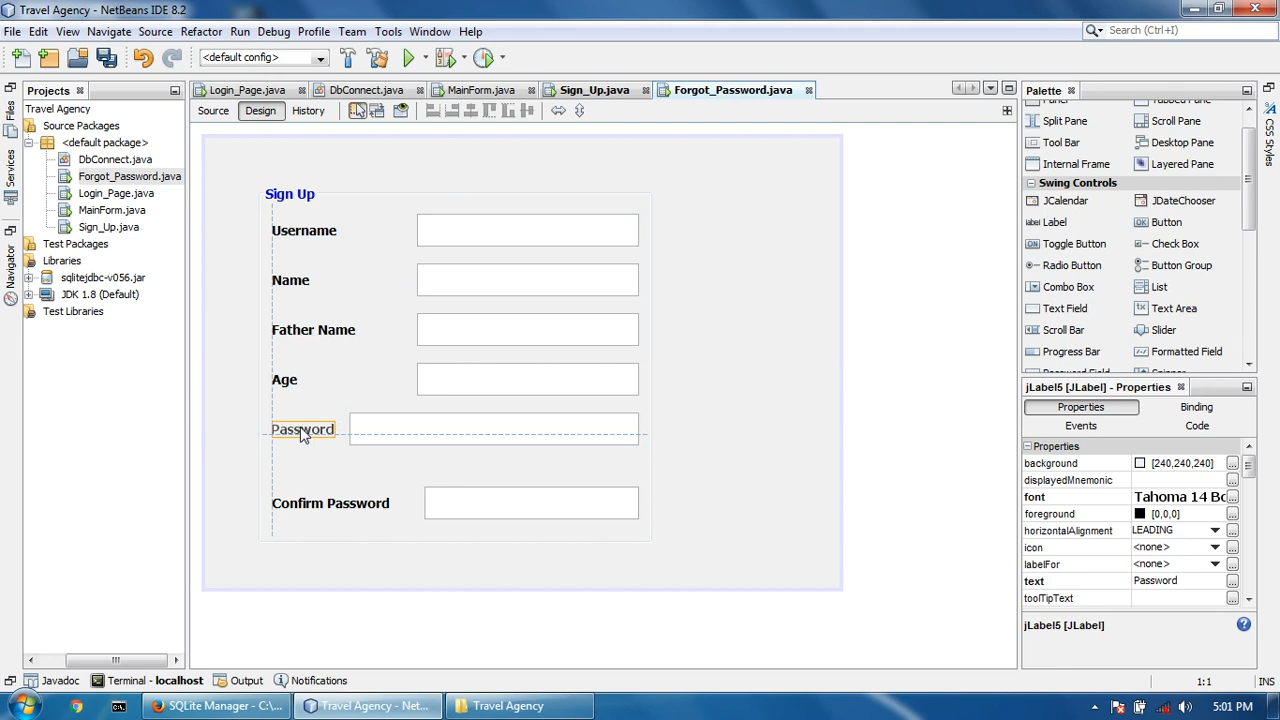 Travel Agency - NetBeans IDE 8.2
File Edit View Navigate Source Refactor Run Debug Profile Team Tools Window Help
Search (Ctrl+I)
<default config>
Projects
Login_Page.java DbConnect.java MainForm.java Sign_Up.java Forgot_Password.java
Palette
Source Design History
Files
Services
Navigator
Travel Agency
Source Packages
<default package>
DbConnect.java
Forgot_Password.java
Login_Page.java
MainForm.java
Sign_Up.java
Test Packages
Libraries
sqlitejdbc-v056.jar
JDK 1.8 (Default)
Test Libraries
Sign Up
Username
Name
Father Name
Age
Password
Confirm Password
Split Pane Scroll Pane
Tool Bar Desktop Pane
Internal Frame Layered Pane
Swing Controls
JCalendar JDateChooser
label Label Button
Toggle Button Check Box
Radio Button Button Group
Combo Box List
Text Field Text Area
Scroll Bar Slider
Progress Bar Formatted Field
CSS Styles
jLabel5 [JLabel] - Properties
Properties Binding
Events Code
Properties
background [240,240,240] ...
displayedMnemonic ...
font Tahoma 14 Bo ...
foreground [0,0,0] ...
horizontalAlignment LEADING ...
icon <none> ...
labelFor <none> ...
text Password ...
toolTipText ...
jLabel5 [JLabel]
Javadoc Terminal - localhost Output Notifications
1:1 INS
SQLite Manager - C:\... Travel Agency - Net... Travel Agency
5:01 PM